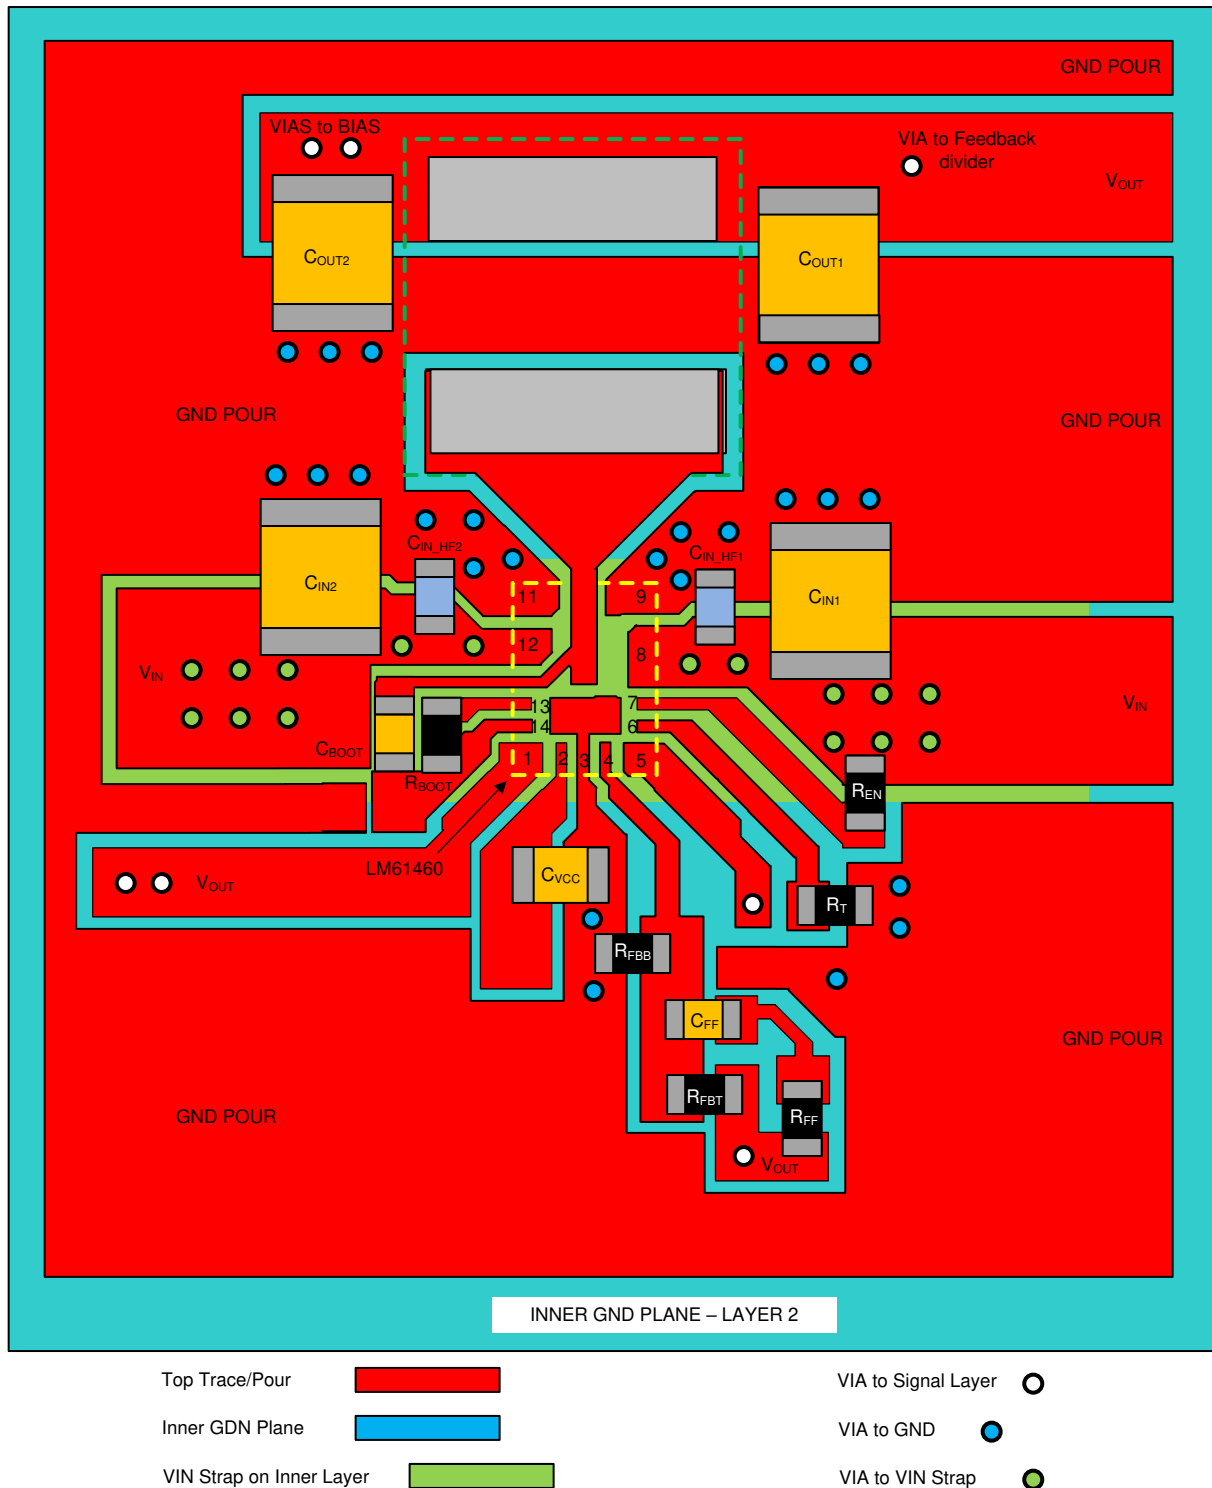 GND POUR
VIAS to BIAS
VIA to Feedback
divider
VOUT
COUT2
COUT1
GND POUR
GND POUR
CIN_HF2
CIN_HF1
CIN2
CIN1
11
9
12
8
VIN
VIN
13
7
14
6
CBOOT
RBOOT
1
2
3
4
5
REN
LM61460
VOUT
CVCC
RT
RFBB
CFF
GND POUR
RFBT
RFF
GND POUR
VOUT
INNER GND PLANE – LAYER 2
Top Trace/Pour
VIA to Signal Layer
Inner GDN Plane
VIA to GND
VIN Strap on Inner Layer
VIA to VIN Strap